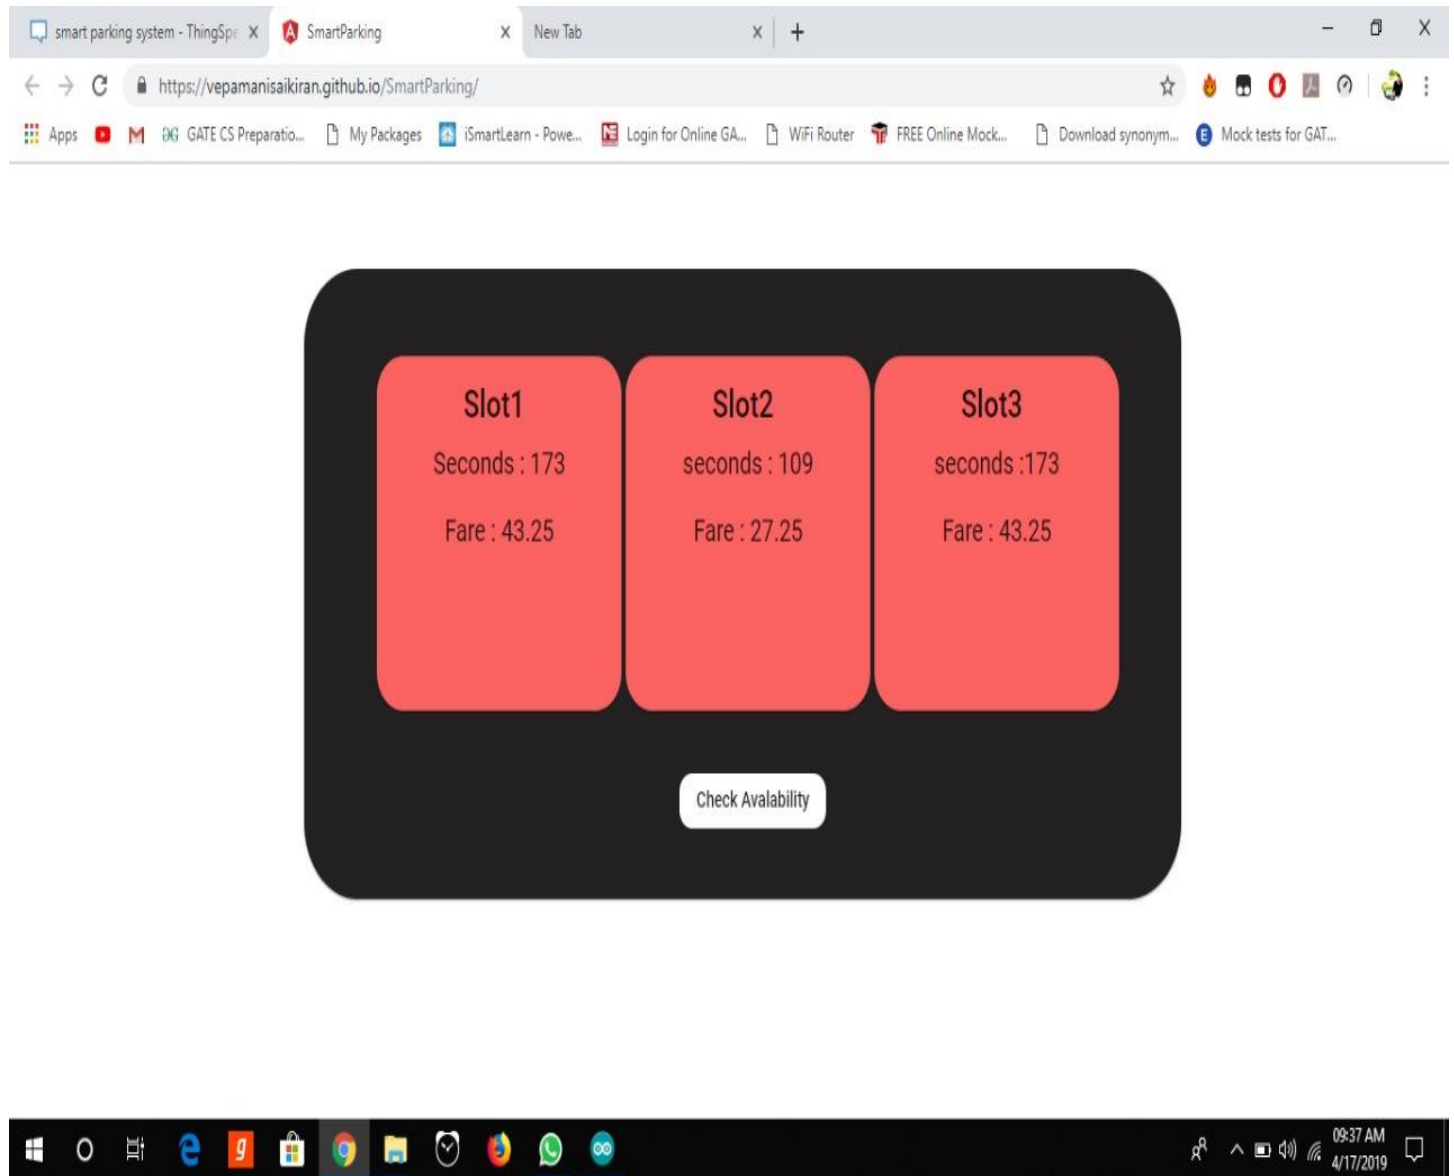 smart parking system - ThingSpe
SmartParking
New Tab
https://vepamanisaikiran.github.io/SmartParking/
Apps
GATE CS Preparatio...
My Packages
iSmartLearn - Powe...
Login for Online GA...
WiFi Router
FREE Online Mock...
Download synonym...
Mock tests for GAT...
Slot1
Seconds : 173
Fare : 43.25
Slot2
seconds : 109
Fare : 27.25
Slot3
seconds :173
Fare : 43.25
Check Avalability
09:37 AM
4/17/2019